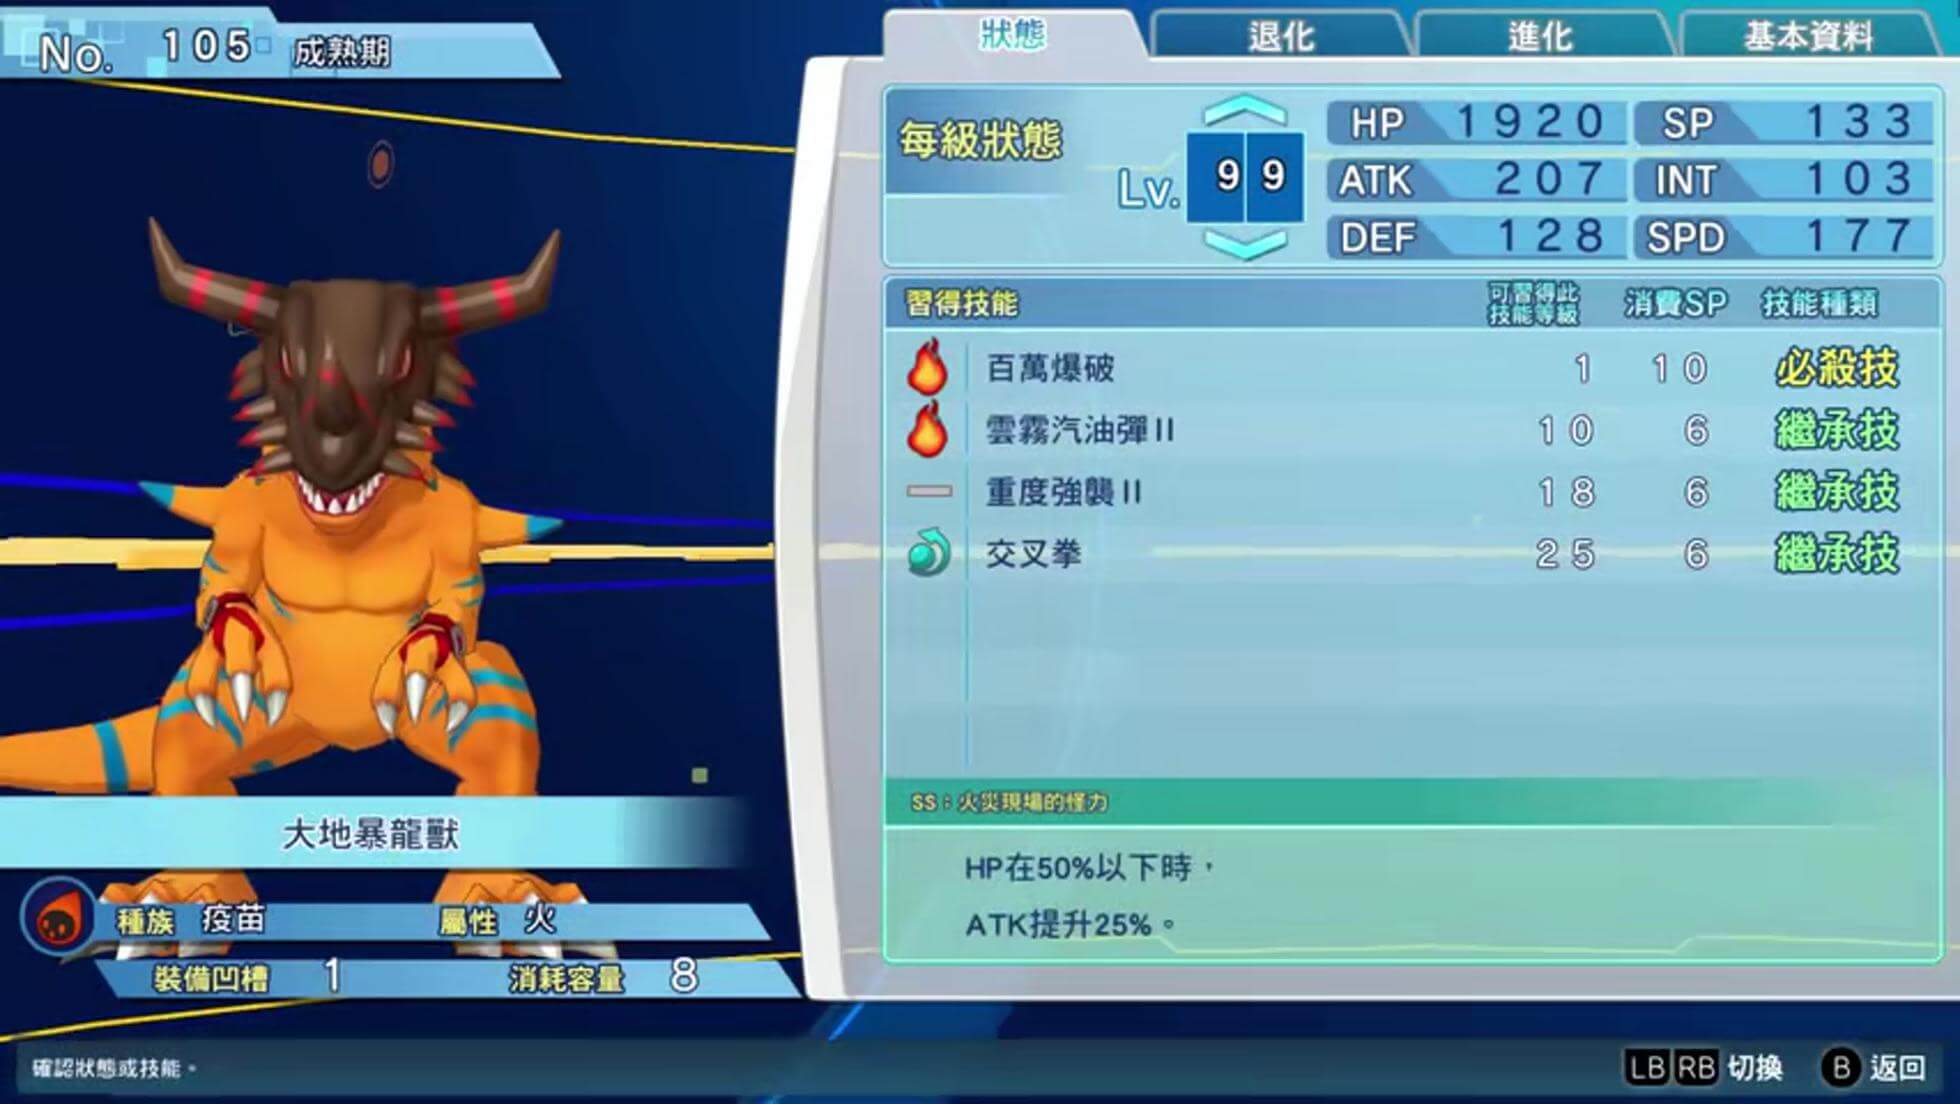 No. 105 成熟期
狀態 退化 進化 基本資料
每級狀態
Lv. 99
HP 1920 SP 133
ATK 207 INT 103
DEF 128 SPD 177
習得技能 可習得此技能等級 消費SP 技能種類
百萬爆破 1 10 必殺技
雲霧汽油彈II 10 6 繼承技
重度強襲II 18 6 繼承技
交叉拳 25 6 繼承技
SS：火災現場的怪力
HP在50%以下時，
ATK提升25%。
大地暴龍獸
種族 疫苗 屬性 火
裝備凹槽 1 消耗容量 8
確認狀態或技能。
LB RB 切換 B 返回